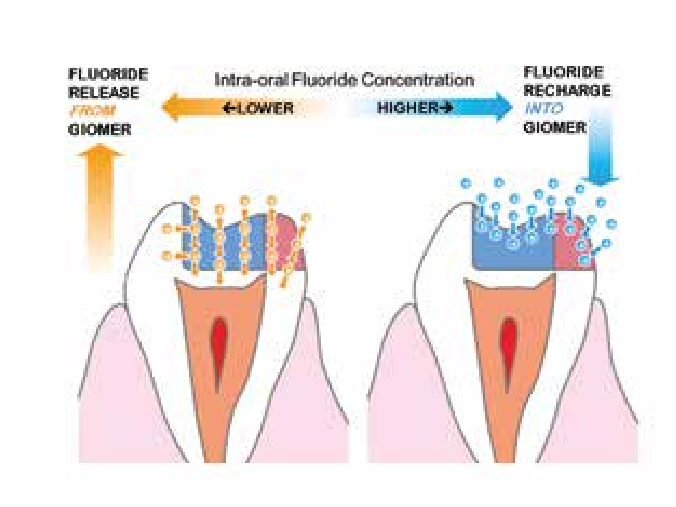 FLUORIDE
RELEASE
FROM
GIOMER
Intra-oral Fluoride Concentration
←LOWER
HIGHER→
FLUORIDE
RECHARGE
INTO
GIOMER